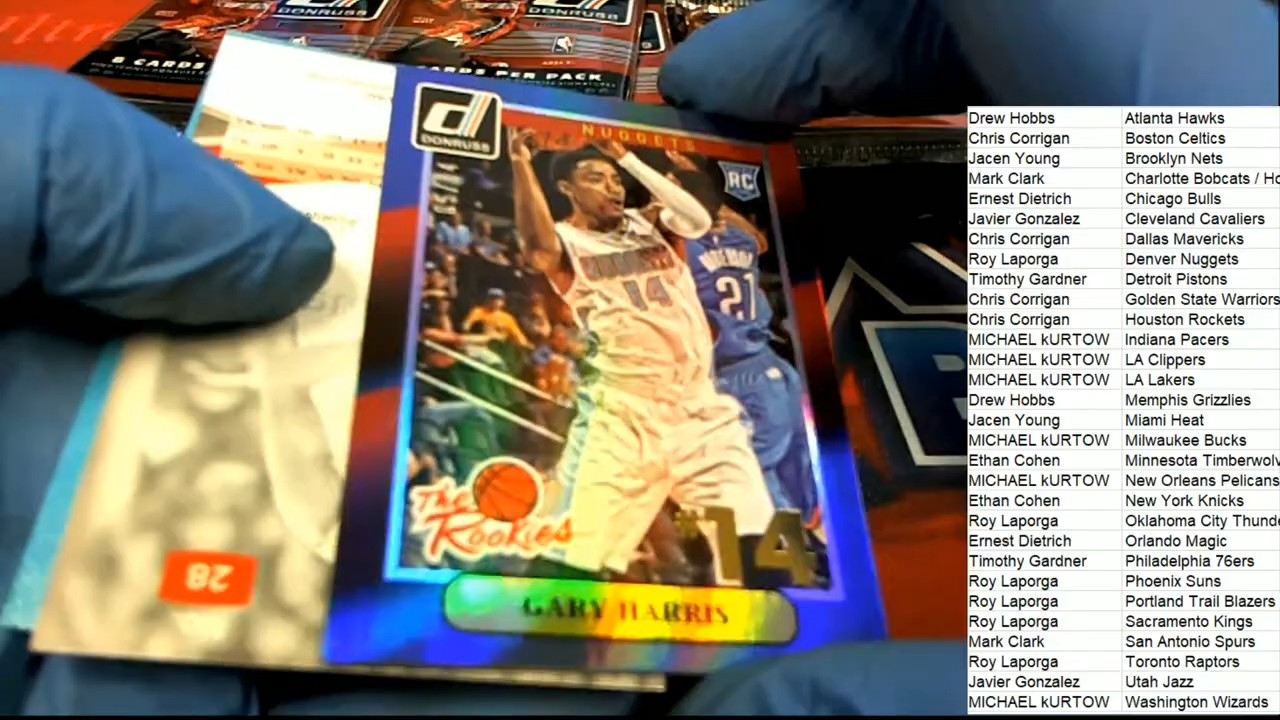 DONRUSS
DONRUSS
8 CARDS
CARDS PER PACK
d
DONRUSS
NUGGETS
RC
14
21
The
Rookies
#14
GARY HARRIS
28
Drew Hobbs Atlanta Hawks
Chris Corrigan Boston Celtics
Jacen Young Brooklyn Nets
Mark Clark Charlotte Bobcats / Ho
Ernest Dietrich Chicago Bulls
Javier Gonzalez Cleveland Cavaliers
Chris Corrigan Dallas Mavericks
Roy Laporga Denver Nuggets
Timothy Gardner Detroit Pistons
Chris Corrigan Golden State Warriors
Chris Corrigan Houston Rockets
MICHAEL kURTOW Indiana Pacers
MICHAEL kURTOW LA Clippers
MICHAEL kURTOW LA Lakers
Drew Hobbs Memphis Grizzlies
Jacen Young Miami Heat
MICHAEL kURTOW Milwaukee Bucks
Ethan Cohen Minnesota Timberwolv
MICHAEL kURTOW New Orleans Pelicans
Ethan Cohen New York Knicks
Roy Laporga Oklahoma City Thund
Ernest Dietrich Orlando Magic
Timothy Gardner Philadelphia 76ers
Roy Laporga Phoenix Suns
Roy Laporga Portland Trail Blazers
Roy Laporga Sacramento Kings
Mark Clark San Antonio Spurs
Roy Laporga Toronto Raptors
Javier Gonzalez Utah Jazz
MICHAEL kURTOW Washington Wizards